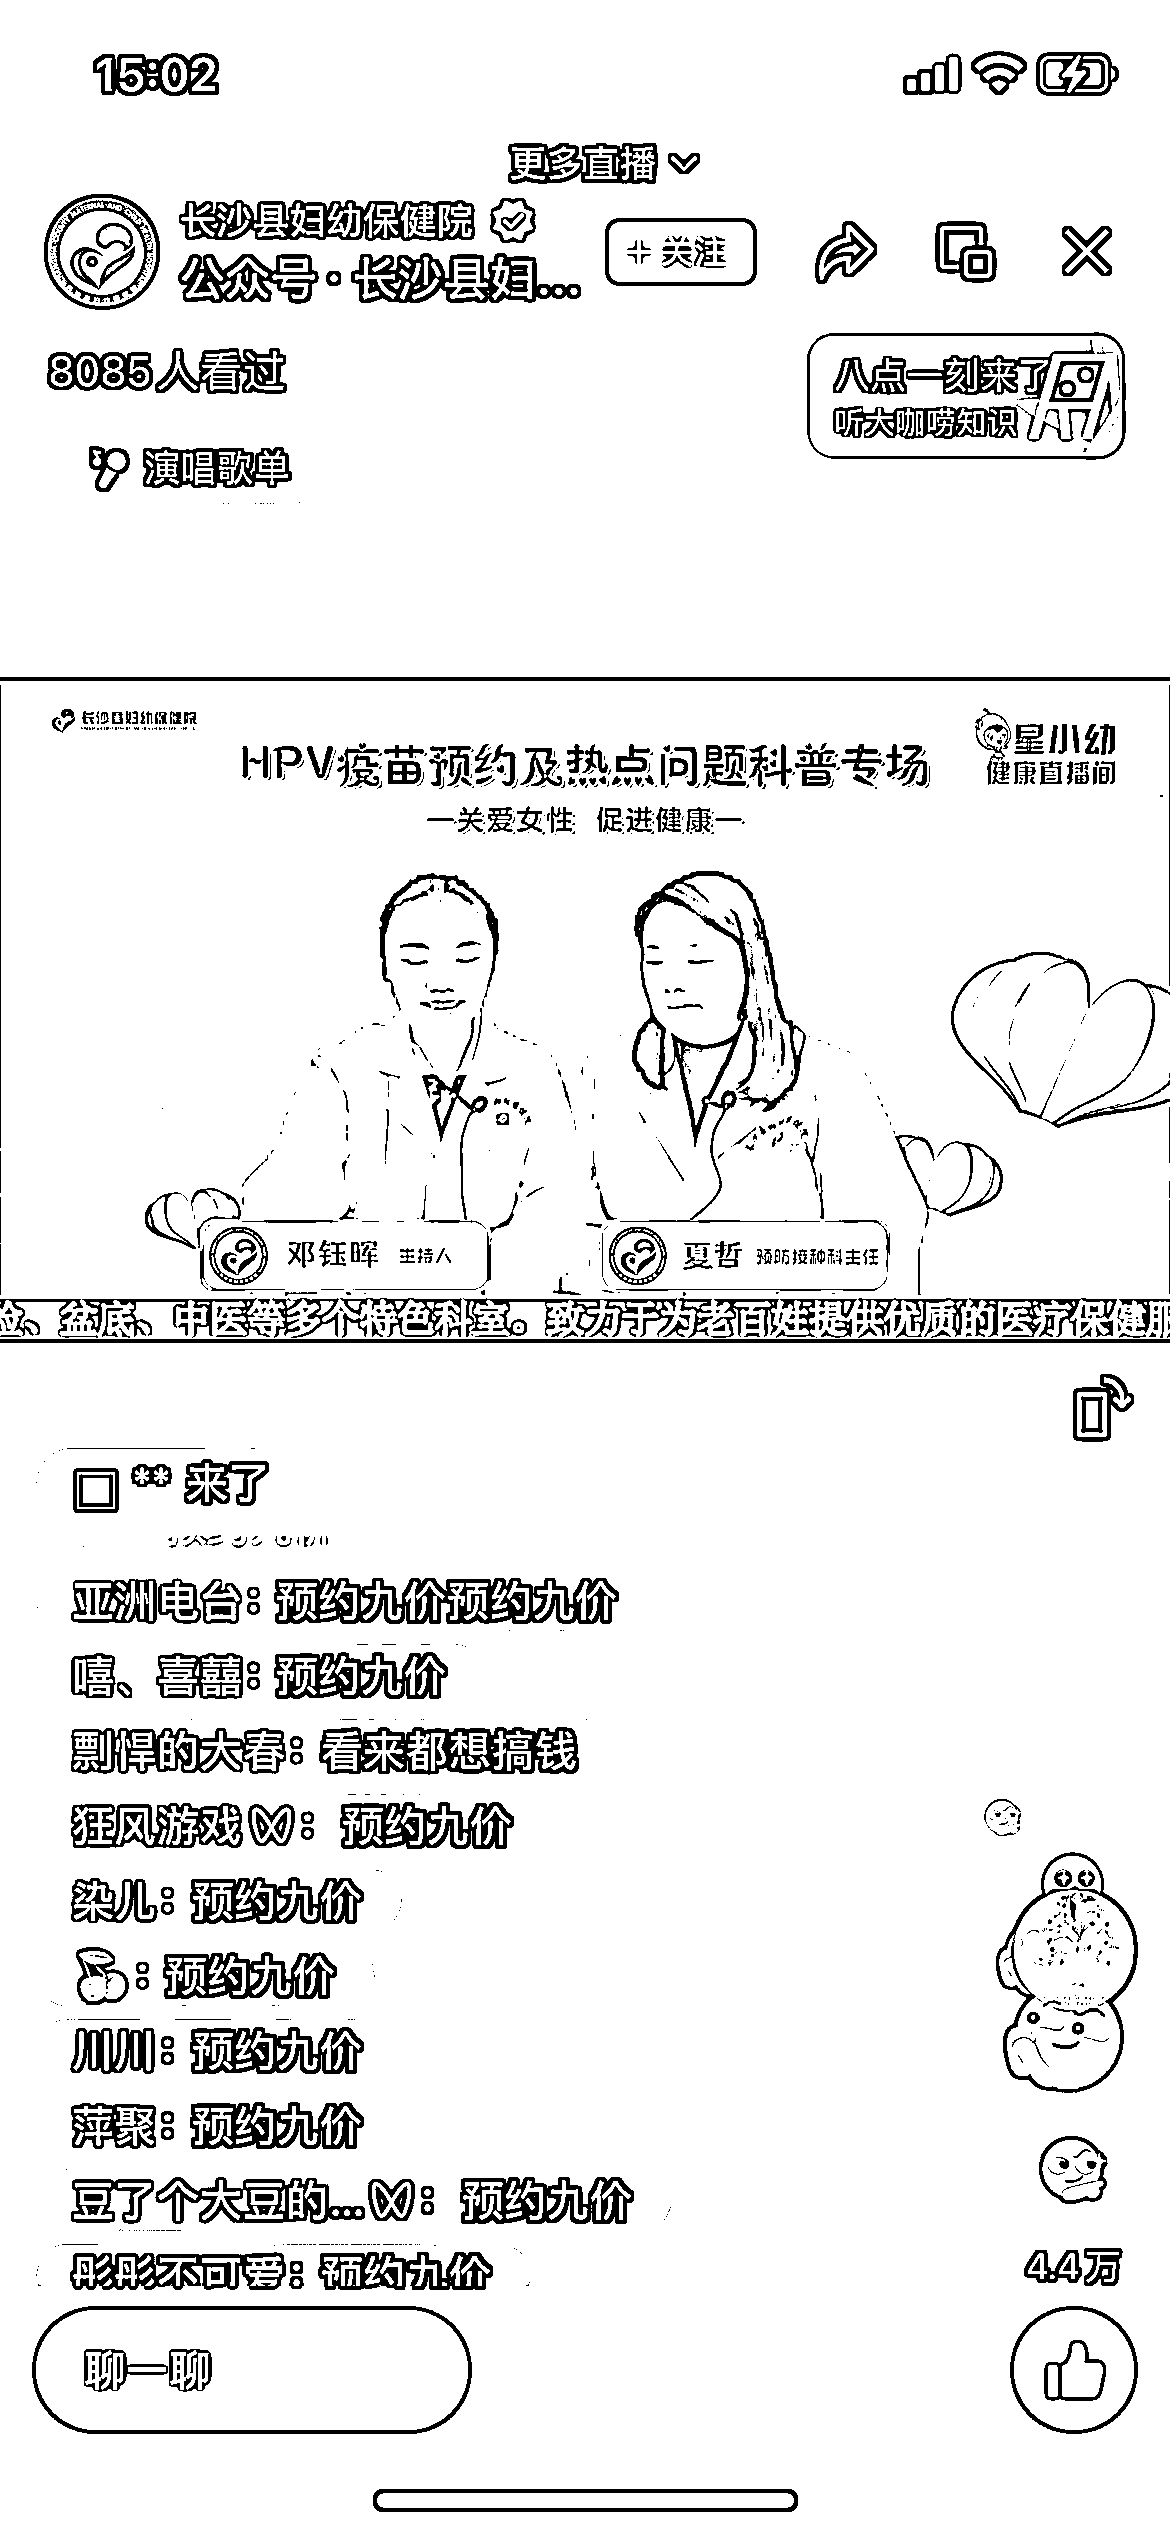 15:02
更多直播
长沙县妇幼保健院
公众号·长沙县妇...
关注
8085人看过
八点一刻来了
听大咖唠知识
演唱歌单
长沙县妇幼保健院
星小幼
健康直播间
HPV疫苗预约及热点问题科普专场
—关爱女性 促进健康—
邓钰晖 主持人
夏哲 预防接种科主任
、盆底、中医等多个特色科室。致力于为老百姓提供优质的医疗保健
** 来了
亚洲电台：预约九价预约九价
嘻、喜囍：预约九价
剽悍的大春：看来都想搞钱
狂风游戏：预约九价
染儿：预约九价
🍒：预约九价
川川：预约九价
萍聚：预约九价
豆了个大豆的...：预约九价
彤彤不可爱：预约九价
4.4万
聊一聊